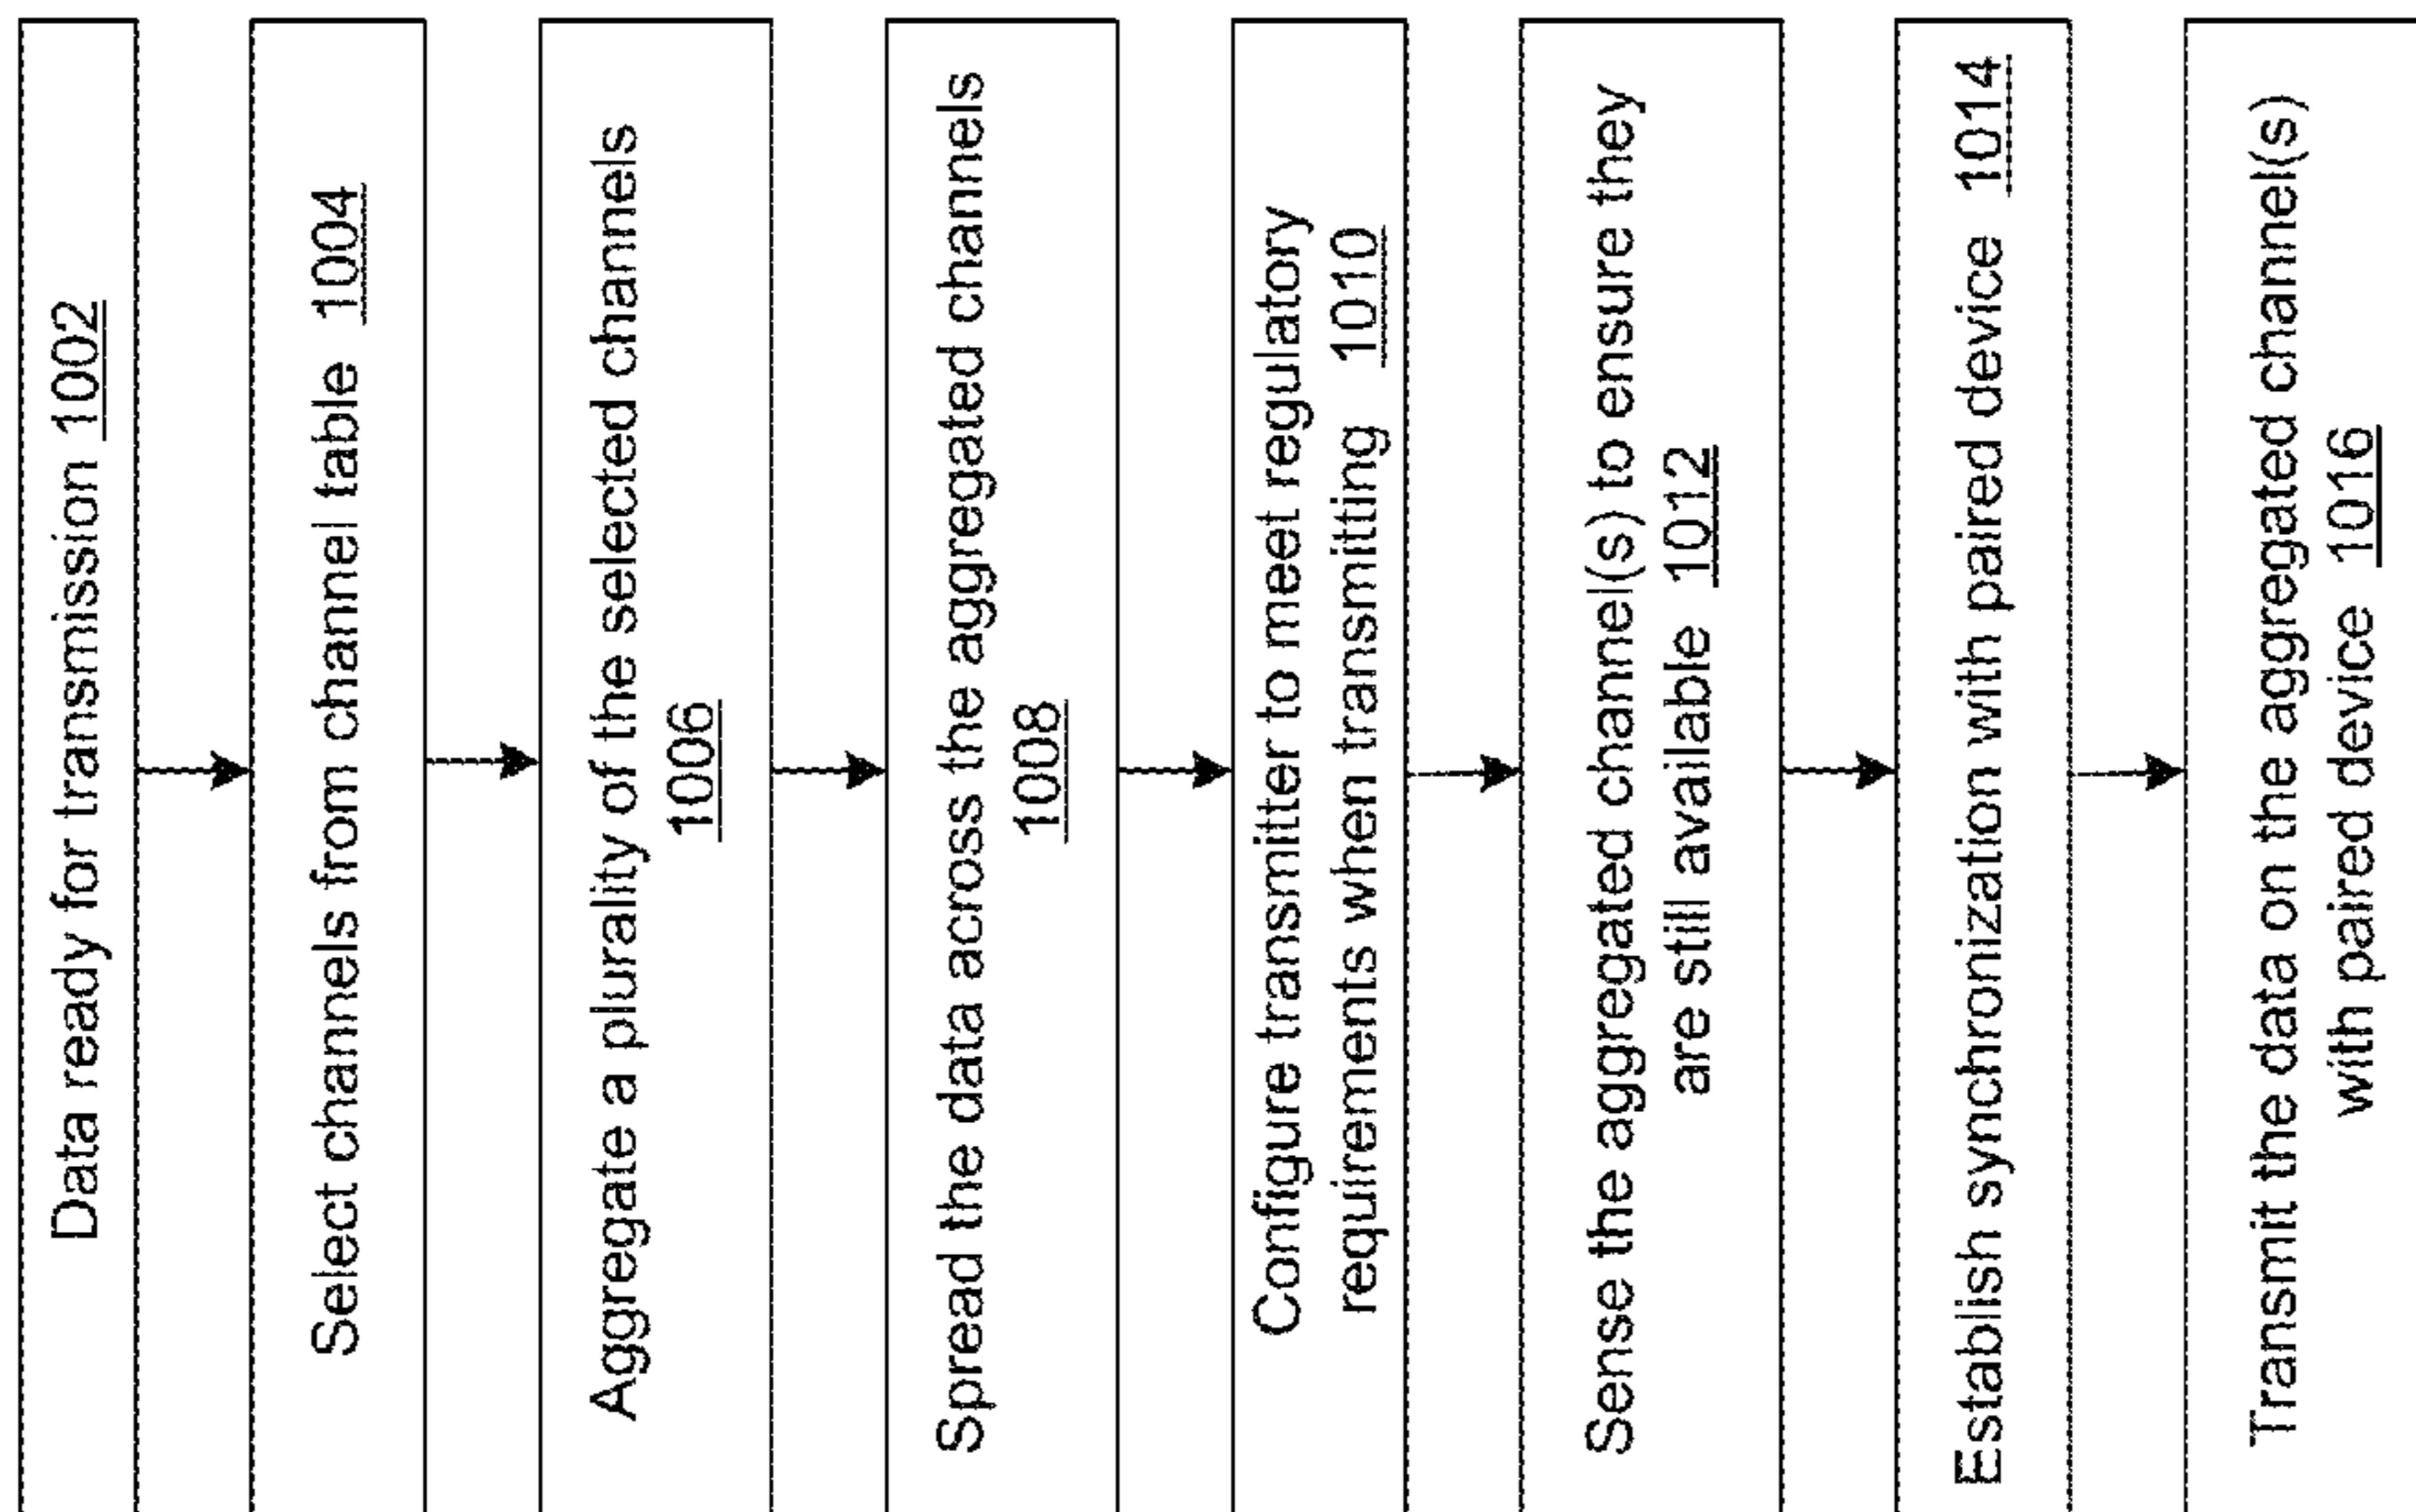 Data ready for transmission 1002
Select channels from channel table 1004
Aggregate a plurality of the selected channels
1006
Spread the data across the aggregated channels
1008
Configure transmitter to meet regulatory
requirements when transmitting 1010
Sense the aggregated channel(s) to ensure they
are still available 1012
Establish synchronization with paired device 1014
Transmit the data on the aggregated channel(s)
with paired device 1016